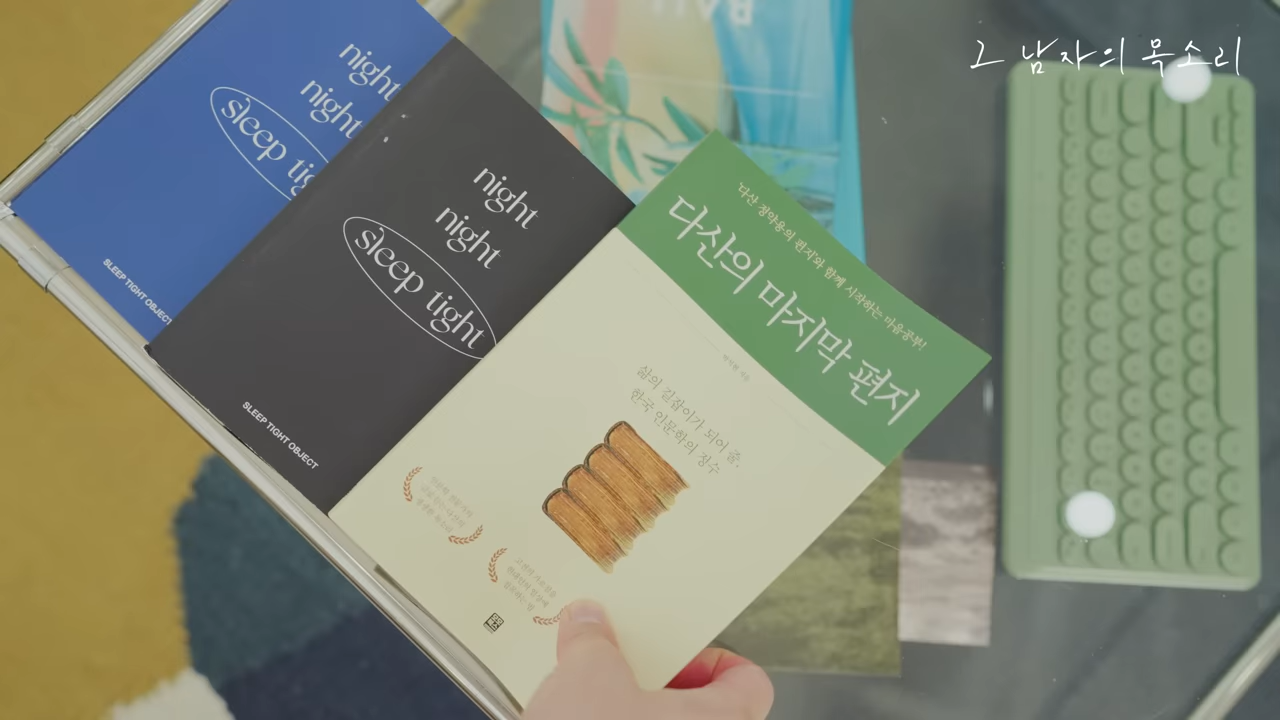 그 남자의 목소리
night
night
sleep
SLEEP TIGHT OBJECT
night
night
sleep tight
SLEEP TIGHT OBJECT
다산 정약용의 편지와 함께 시작하는 마음공부!
다산의 마지막 편지
삶의 길잡이가 되어 줄,
한국 인문학의 정수